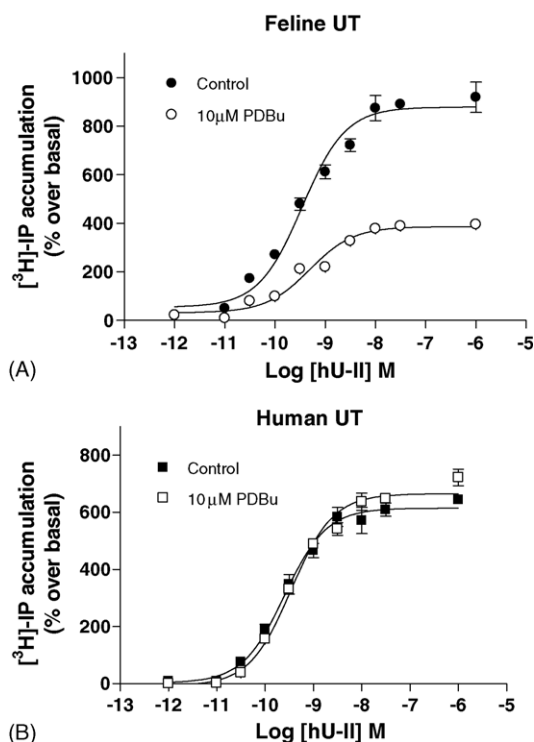 Feline UT
Control
10μM PDBu
[³H]-IP accumulation
(% over basal)
1000
800
600
400
200
0
-13 -12 -11 -10 -9 -8 -7 -6 -5
Log [hU-II] M
(A)
Human UT
Control
10μM PDBu
[³H]-IP accumulation
(% over basal)
800
600
400
200
0
-13 -12 -11 -10 -9 -8 -7 -6 -5
Log [hU-II] M
(B)